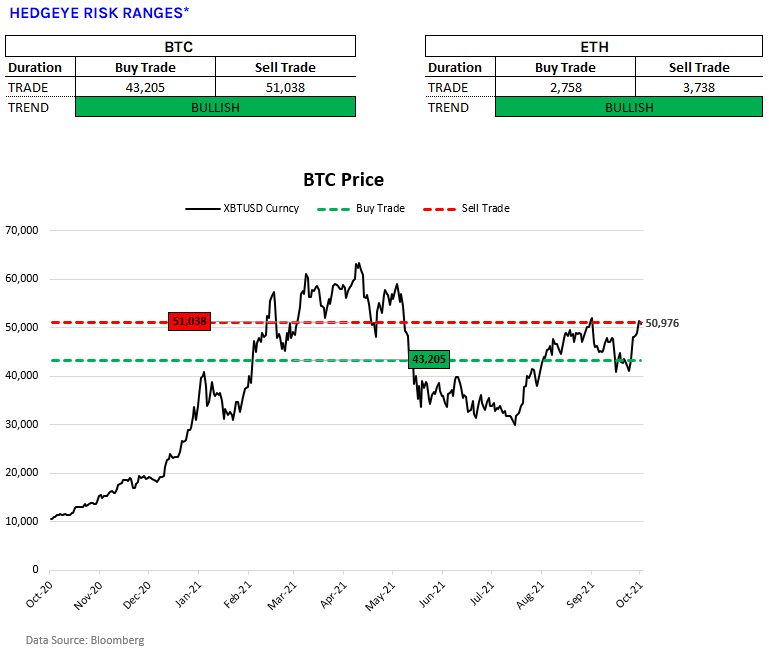 HEDGEYE RISK RANGES*
BTC
Duration Buy Trade Sell Trade
TRADE 43,205 51,038
TREND BULLISH
ETH
Duration Buy Trade Sell Trade
TRADE 2,758 3,738
TREND BULLISH
BTC Price
XBTUSD Curncy Buy Trade Sell Trade
70,000
60,000
51,038
50,000
50,976
43,205
40,000
30,000
20,000
10,000
0
Oct-20 Nov-20 Dec-20 Jan-21 Feb-21 Mar-21 Apr-21 May-21 Jun-21 Jul-21 Aug-21 Sep-21 Oct-21
Data Source: Bloomberg